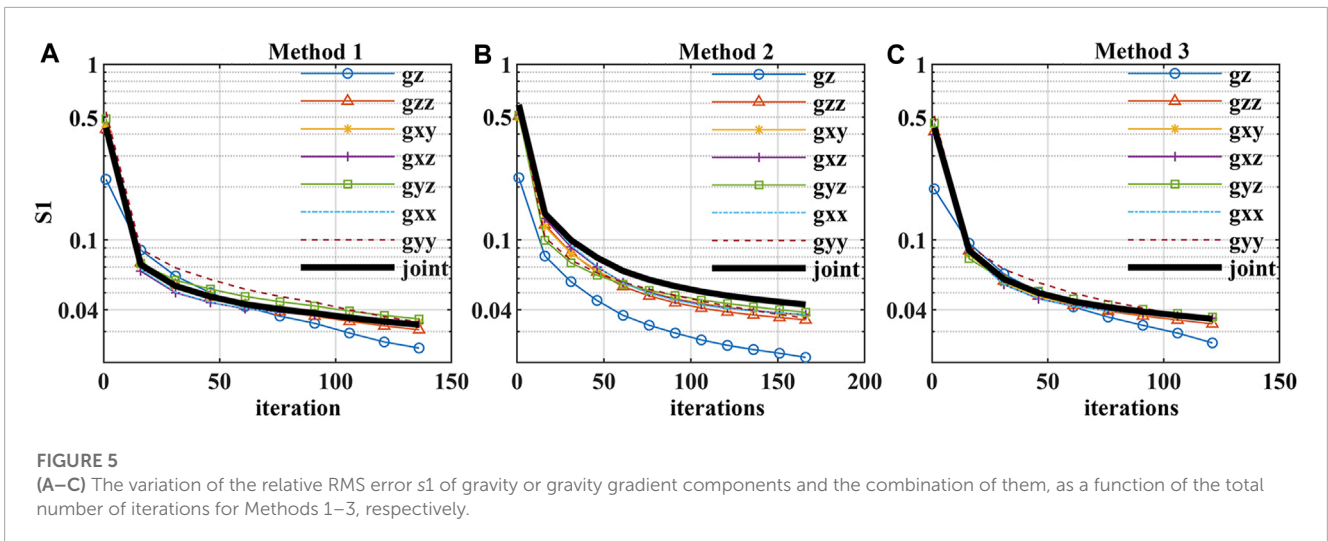 A
Method 1
1
0.5
0.1
0.04
S1
gz
gzz
gxy
gxz
gyz
gxx
gyy
joint
0
50
100
150
iteration
B
Method 2
1
0.5
0.1
0.04
gz
gzz
gxy
gxz
gyz
gxx
gyy
joint
0
50
100
150
200
iterations
C
Method 3
1
0.5
0.1
0.04
gz
gzz
gxy
gxz
gyz
gxx
gyy
joint
0
50
100
150
iterations
FIGURE 5
(A–C) The variation of the relative RMS error s1 of gravity or gravity gradient components and the combination of them, as a function of the total
number of iterations for Methods 1–3, respectively.